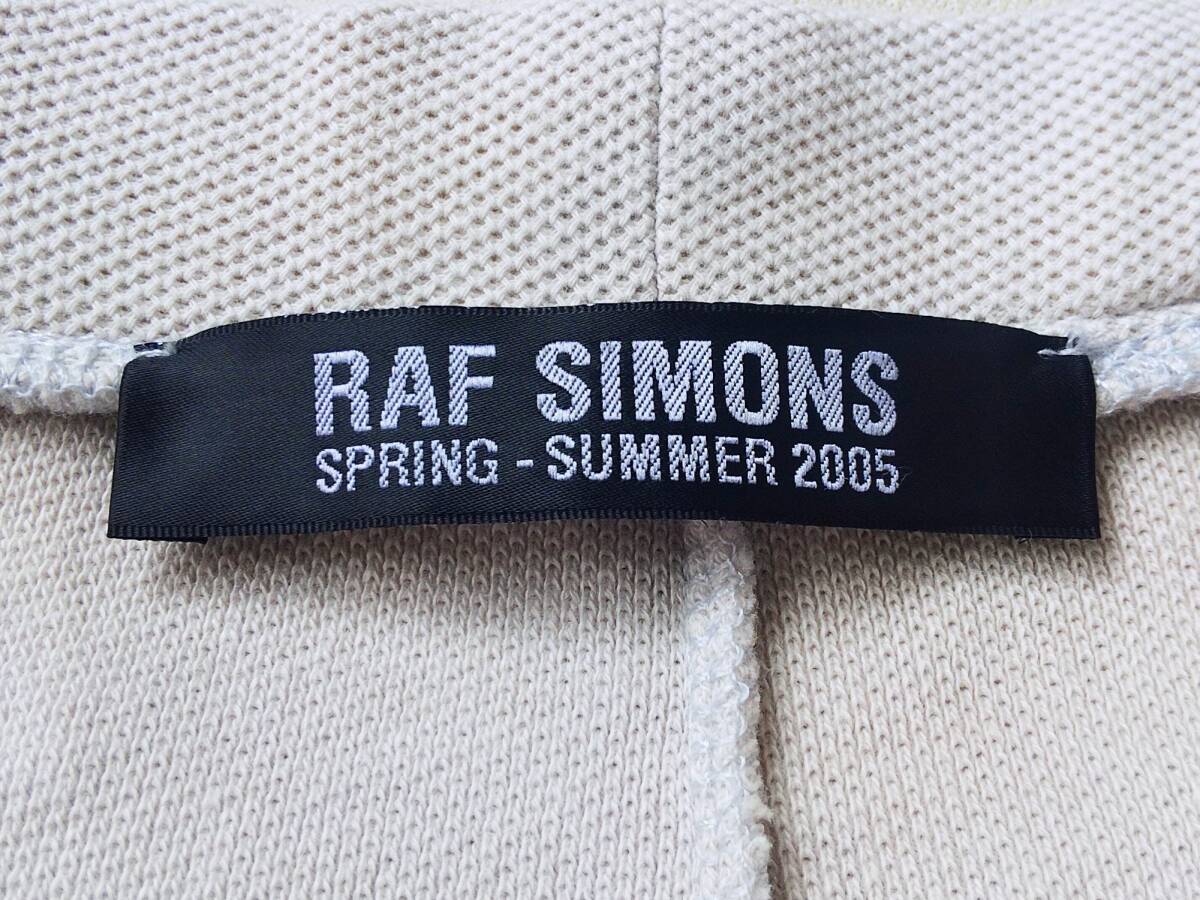 RAF SIMONS
SPRING - SUMMER 2005